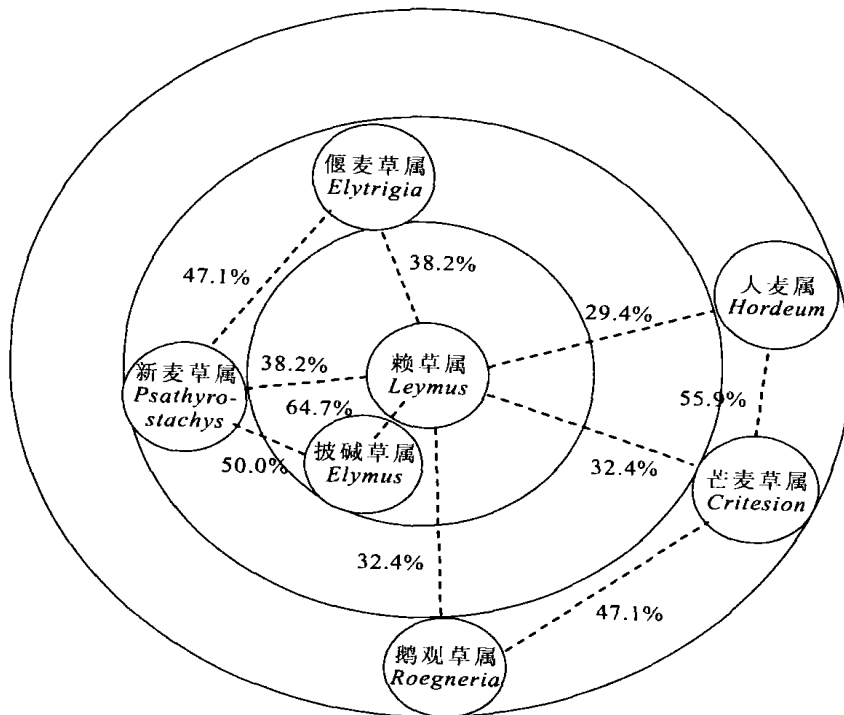 偃麦草属
Elytrigia
47.1%
38.2%
人麦属
Hordeum
29.4%
新麦草属
Psathyro-
stachys
38.2%
赖草属
Leymus
64.7%
55.9%
50.0%
披碱草属
Elymus
32.4%
芒麦草属
Critesion
32.4%
47.1%
鹅观草属
Roegneria